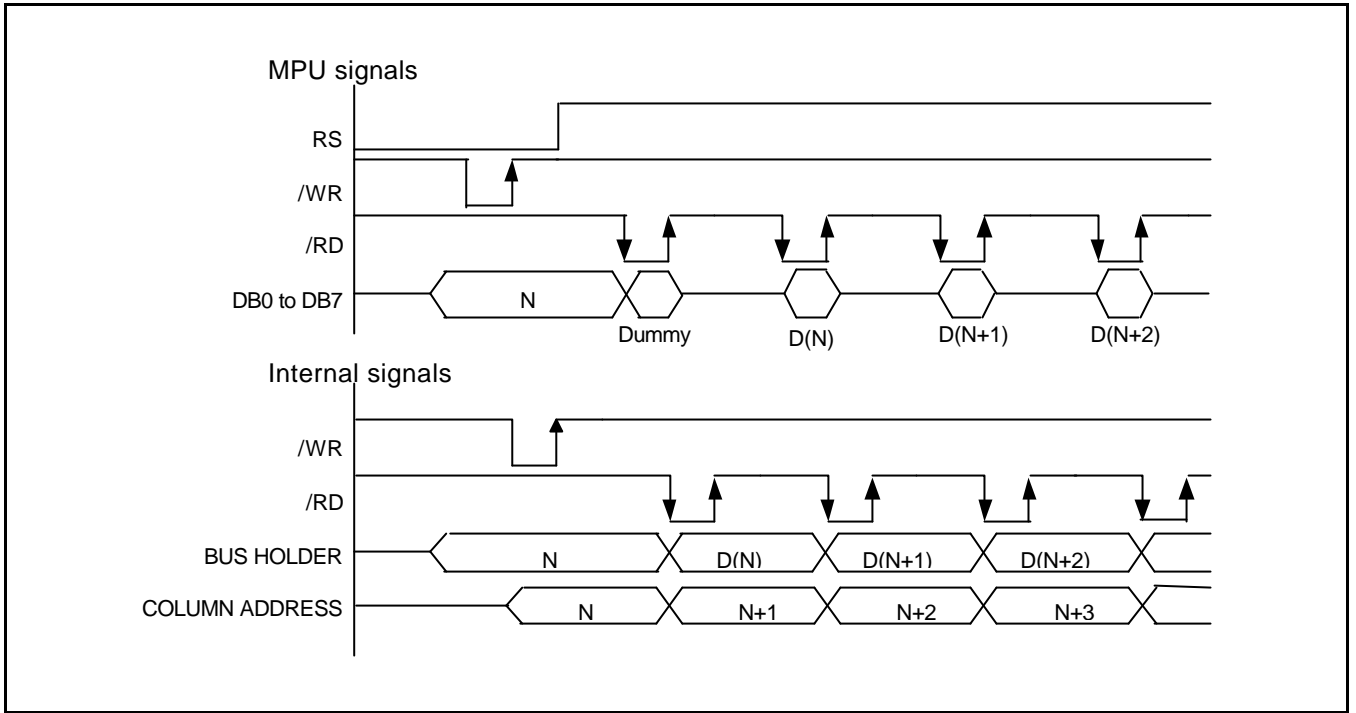 MPU signals
RS
/WR
/RD
DB0 to DB7
N
Dummy
D(N)
D(N+1)
D(N+2)
Internal signals
/WR
/RD
BUS HOLDER
N
D(N)
D(N+1)
D(N+2)
COLUMN ADDRESS
N
N+1
N+2
N+3